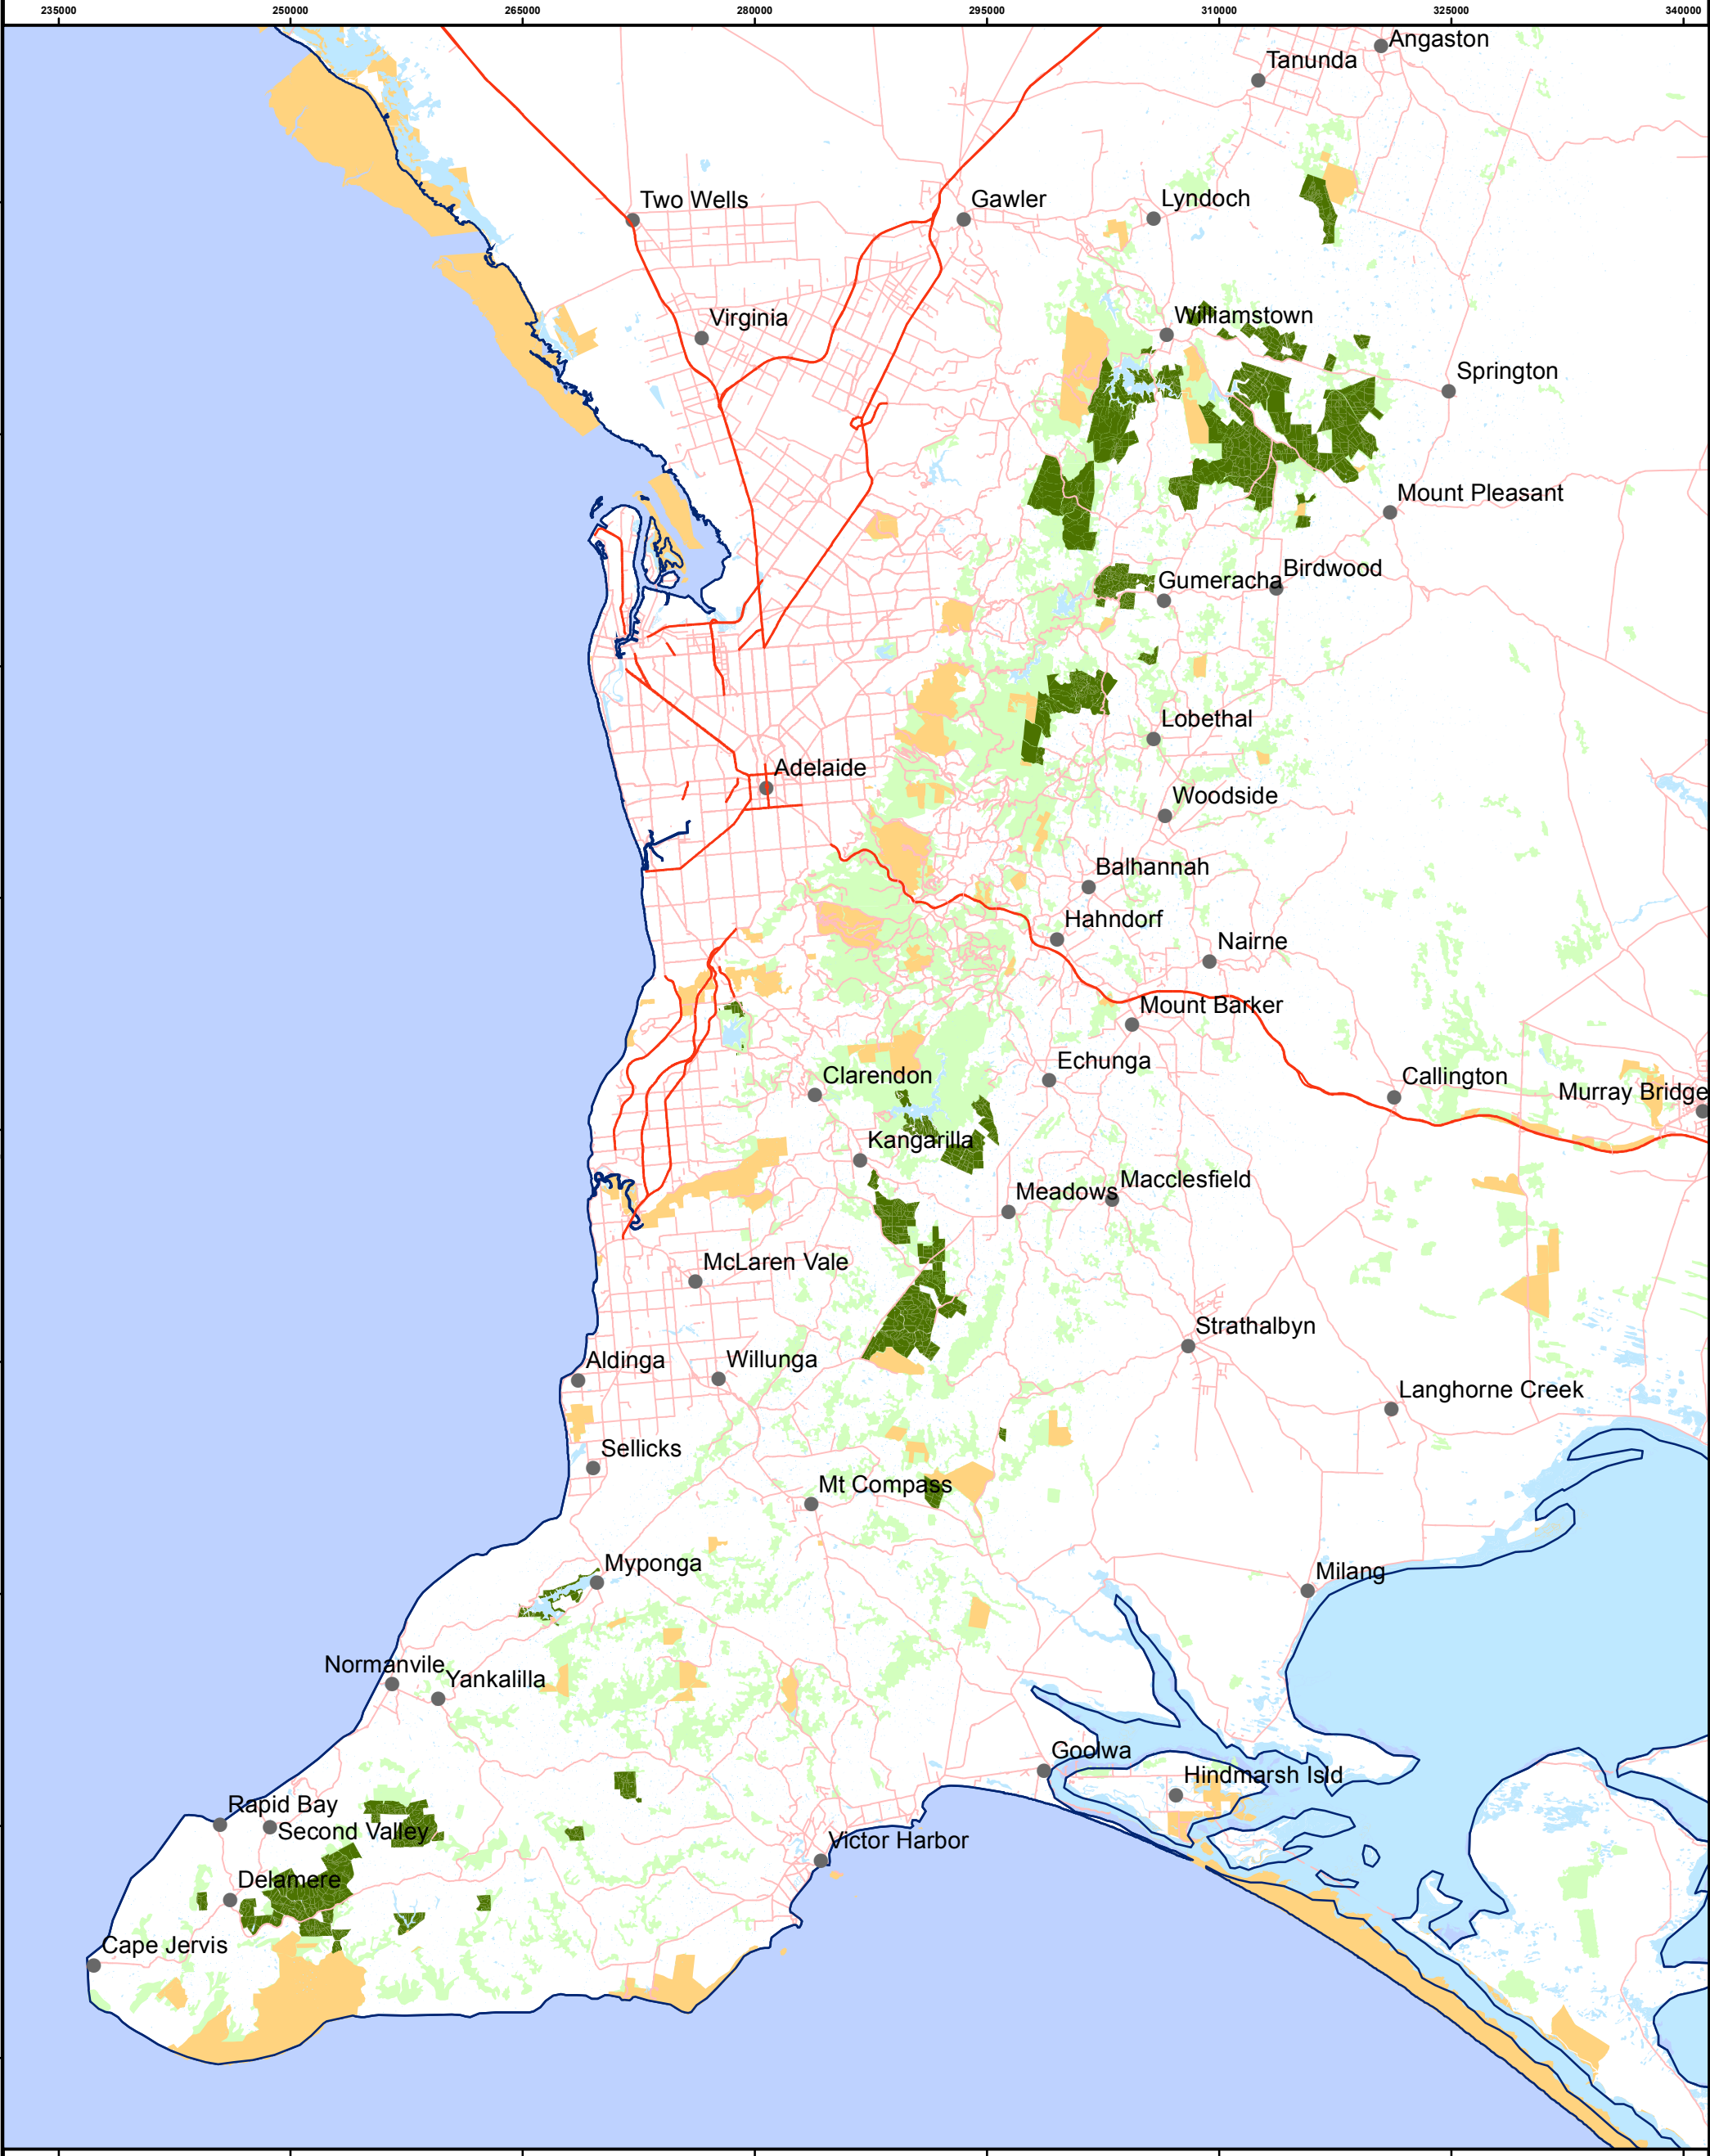 235000 250000 265000 280000 295000 310000 325000 340000
Angaston
Tanunda
Two Wells
Gawler
Lyndoch
Virginia
Williamstown
Springton
Mount Pleasant
Birdwood
Gumeracha
Lobethal
Adelaide
Woodside
Balhannah
Hahndorf
Nairne
Mount Barker
Echunga
Clarendon
Callington
Murray Bridge
Kangarilla
Macclesfield
Meadows
McLaren Vale
Strathalbyn
Aldinga
Willunga
Langhorne Creek
Sellicks
Mt Compass
Myponga
Milang
Normanvile
Yankalilla
Goolwa
Hindmarsh Isld
Rapid Bay
Second Valley
Victor Harbor
Delamere
Cape Jervis